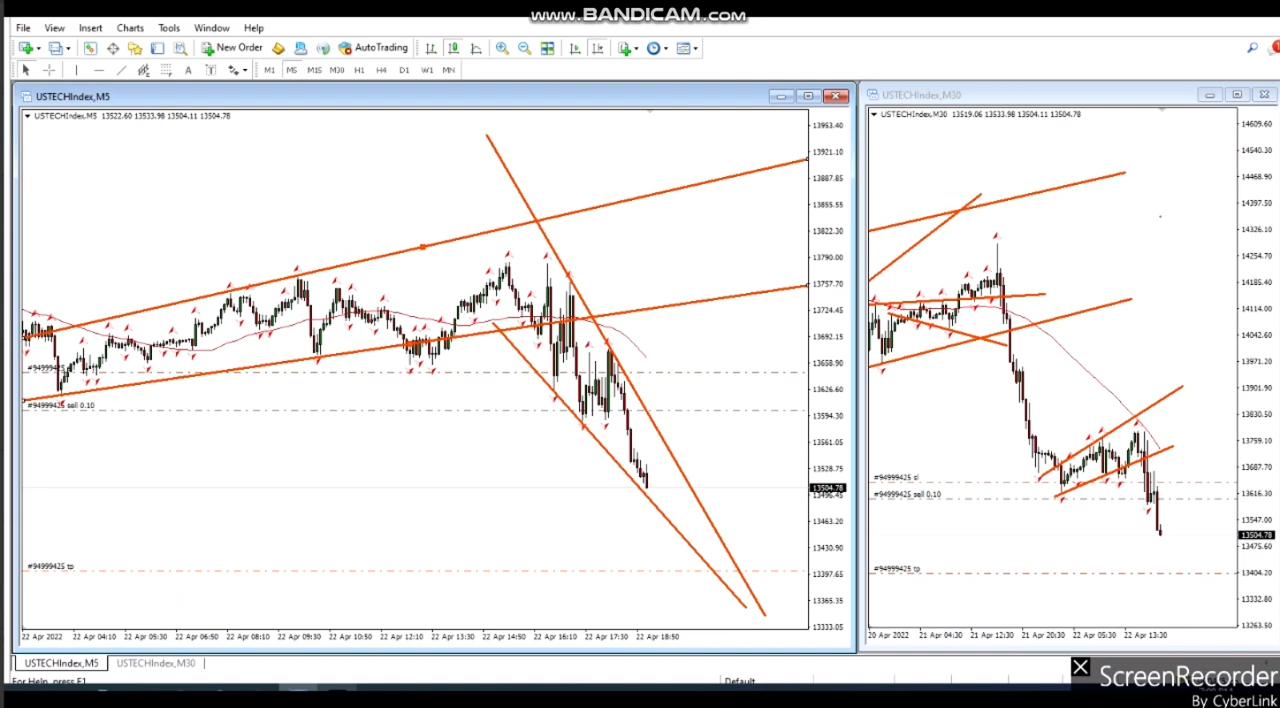 www.BANDICAM.com
File View Insert Charts Tools Window Help
New Order AutoTrading
A T M1 M5 M15 M30 H1 H4 D1 W1 MN
USTECHIndex,M5
USTECHIndex,M5 13522.60 13533.98 13504.11 13504.78
13953.40
13921.10
13887.85
13855.55
13822.30
13790.00
13757.70
13724.45
13692.15
13658.90
13626.60
13594.30
13561.05
13528.75
13504.78
13496.45
13463.20
13430.90
13397.65
13365.35
13333.05
#94999425 sell 0.10
#94999425 tp
22 Apr 2022 22 Apr 04:10 22 Apr 05:30 22 Apr 06:50 22 Apr 08:10 22 Apr 09:30 22 Apr 10:50 22 Apr 12:10 22 Apr 13:30 22 Apr 14:50 22 Apr 16:10 22 Apr 17:30 22 Apr 18:50
USTECHIndex,M30
USTECHIndex,M30 13519.06 13533.98 13504.11 13504.78
14609.60
14540.30
14468.90
14397.50
14326.10
14254.70
14185.40
14114.00
14042.60
13971.20
13901.90
13830.50
13759.10
13687.70
13616.30
13547.00
13504.78
13475.60
13404.20
13332.80
13263.50
#94999425 sl
#94999425 sell 0.10
#94999425 tp
20 Apr 2022 21 Apr 04:30 21 Apr 12:30 21 Apr 20:30 22 Apr 05:30 22 Apr 13:30
USTECHIndex,M5 USTECHIndex,M30
For Help, press F1 Default
ScreenRecorder
By CyberLink